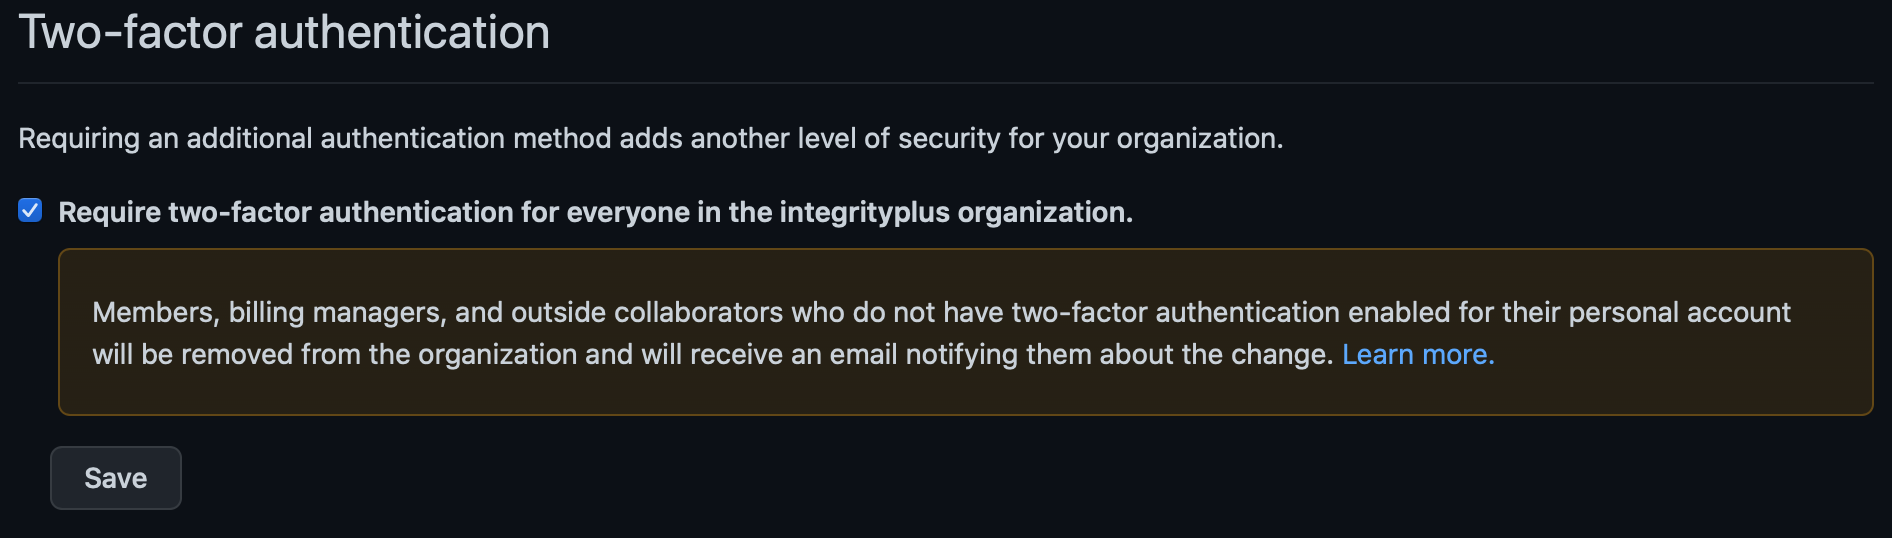 Two-factor authentication
Requiring an additional authentication method adds another level of security for your organization.
Require two-factor authentication for everyone in the integrityplus organization.
Members, billing managers, and outside collaborators who do not have two-factor authentication enabled for their personal account
will be removed from the organization and will receive an email notifying them about the change. Learn more.
Save